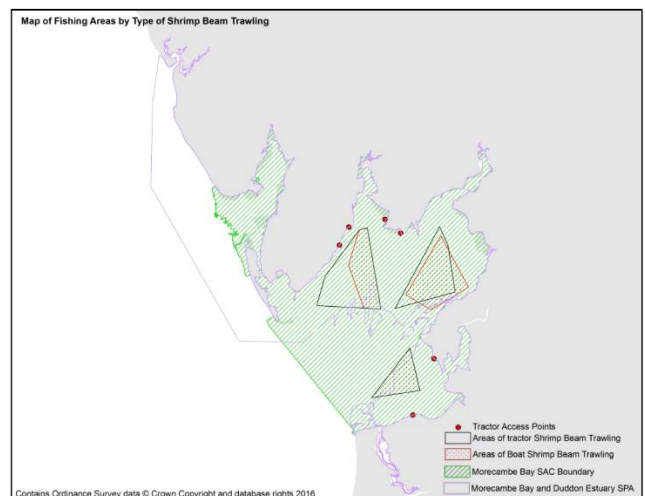 Map of Fishing Areas by Type of Shrimp Beam Trawling
Tractor Access Points
Areas of tractor Shrimp Beam Trawling
Areas of Boat Shrimp Beam Trawling
Morecambe Bay SAC Boundary
Morecambe Bay and Duddon Estuary SPA
Contains Ordinance Survey data © Crown Copyright and database rights 2016